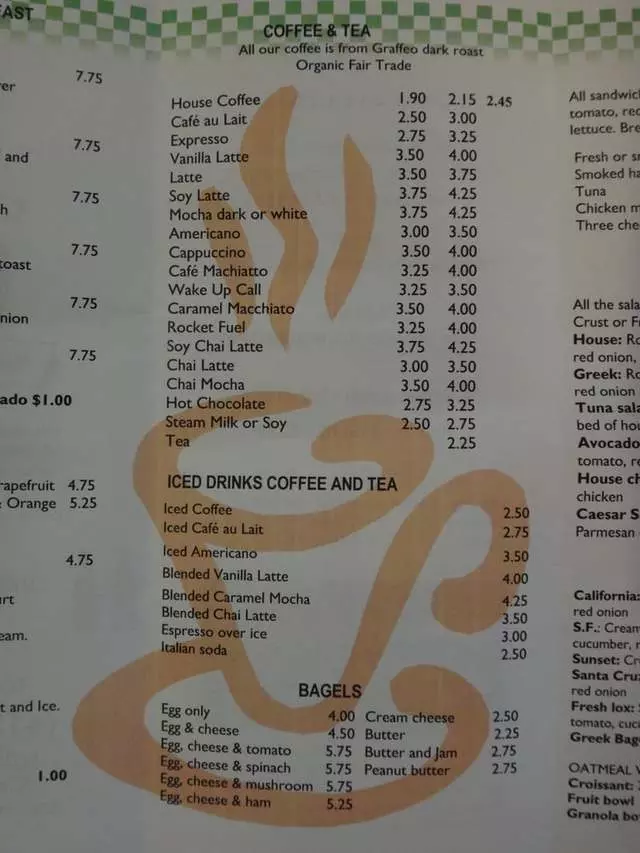 AST
7.75
er
7.75
and
7.75
h
7.75
toast
7.75
nion
7.75
ado $1.00
rapefruit 4.75
Orange 5.25
4.75
urt
eam.
t and Ice.
1.00
COFFEE & TEA
All our coffee is from Graffeo dark roast
Organic Fair Trade
House Coffee 1.90 2.15 2.45
Café au Lait 2.50 3.00
Expresso 2.75 3.25
Vanilla Latte 3.50 4.00
Latte 3.50 3.75
Soy Latte 3.75 4.25
Mocha dark or white 3.75 4.25
Americano 3.00 3.50
Cappuccino 3.50 4.00
Café Machiatto 3.25 4.00
Wake Up Call 3.25 3.50
Caramel Macchiato 3.50 4.00
Rocket Fuel 3.25 4.00
Soy Chai Latte 3.75 4.25
Chai Latte 3.00 3.50
Chai Mocha 3.50 4.00
Hot Chocolate 2.75 3.25
Steam Milk or Soy 2.50 2.75
Tea 2.25
ICED DRINKS COFFEE AND TEA
Iced Coffee 2.50
Iced Café au Lait 2.75
Iced Americano 3.50
Blended Vanilla Latte 4.00
Blended Caramel Mocha 4.25
Blended Chai Latte 3.50
Espresso over ice 3.00
Italian soda 2.50
BAGELS
Egg only 4.00 Cream cheese 2.50
Egg & cheese 4.50 Butter 2.25
Egg, cheese & tomato 5.75 Butter and Jam 2.75
Egg, cheese & spinach 5.75 Peanut butter 2.75
Egg, cheese & mushroom 5.75
Egg, cheese & ham 5.25
All sandwic
tomato, red
lettuce. Bre
Fresh or s
Smoked ha
Tuna
Chicken m
Three che
All the sala
Crust or Fr
House: Ro
red onion,
Greek: Ro
red onion
Tuna sala
bed of hou
Avocado
tomato, re
House ch
chicken
Caesar S
Parmesan
California:
red onion
S.F.: Cream
cucumber, r
Sunset: Cr
Santa Cru
red onion
Fresh lox:
tomato, cuc
Greek Bag
OATMEAL
Croissant:
Fruit bowl
Granola bo